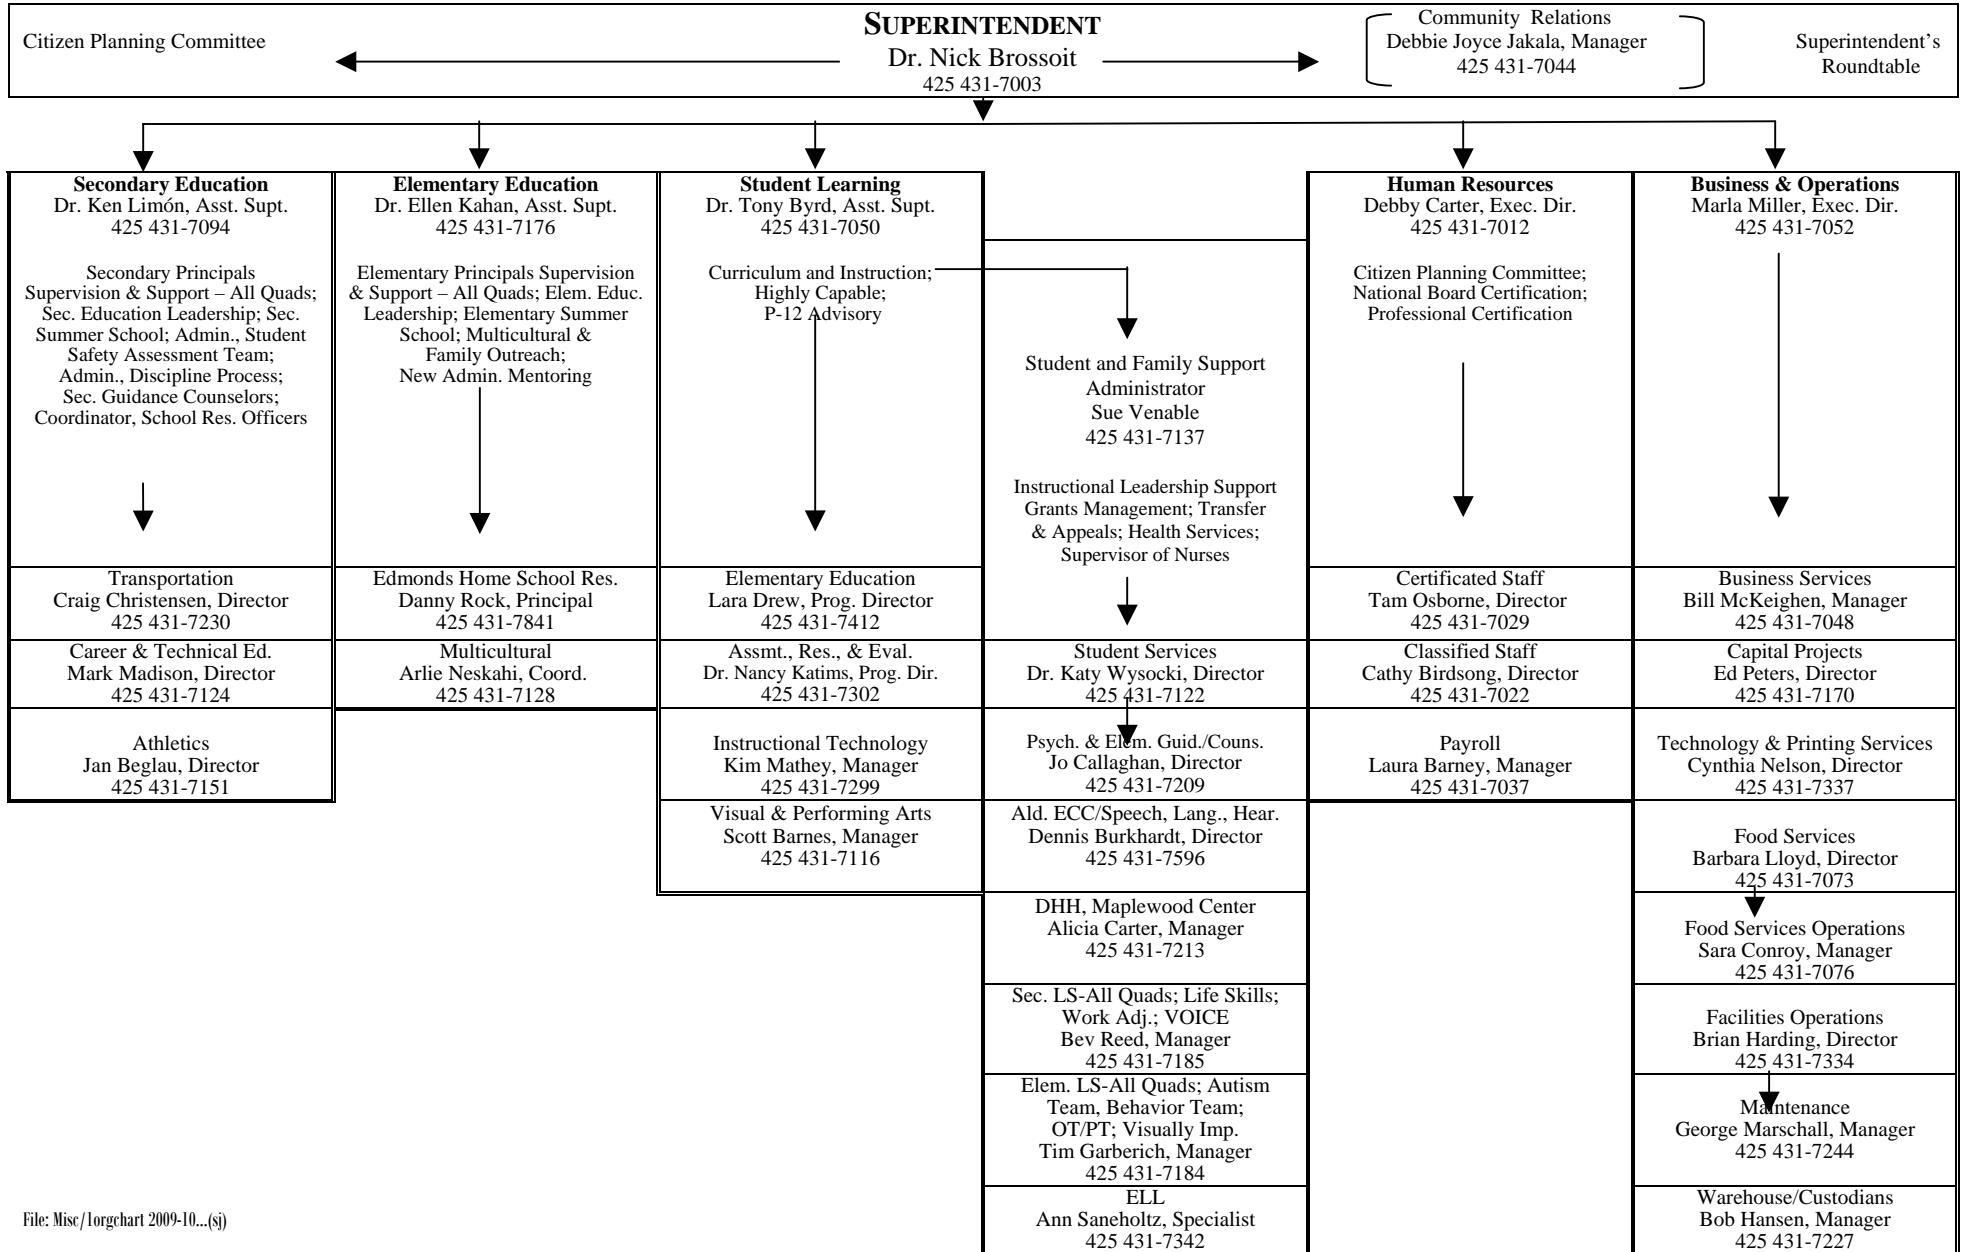 Citizen Planning Committee
SUPERINTENDENT
Dr. Nick Brossoit
425 431-7003
Community Relations
Debbie Joyce Jakala, Manager
425 431-7044
Superintendent's
Roundtable
Secondary Education
Dr. Ken Limón, Asst. Supt.
425 431-7094
Secondary Principals
Supervision & Support – All Quads;
Sec. Education Leadership; Sec.
Summer School; Admin., Student
Safety Assessment Team;
Admin., Discipline Process;
Sec. Guidance Counselors;
Coordinator, School Res. Officers
Transportation
Craig Christensen, Director
425 431-7230
Career & Technical Ed.
Mark Madison, Director
425 431-7124
Athletics
Jan Beglau, Director
425 431-7151
Elementary Education
Dr. Ellen Kahan, Asst. Supt.
425 431-7176
Elementary Principals Supervision
& Support – All Quads; Elem. Educ.
Leadership; Elementary Summer
School; Multicultural &
Family Outreach;
New Admin. Mentoring
Edmonds Home School Res.
Danny Rock, Principal
425 431-7841
Multicultural
Arlie Neskahi, Coord.
425 431-7128
Student Learning
Dr. Tony Byrd, Asst. Supt.
425 431-7050
Curriculum and Instruction;
Highly Capable;
P-12 Advisory
Elementary Education
Lara Drew, Prog. Director
425 431-7412
Assmt., Res., & Eval.
Dr. Nancy Katims, Prog. Dir.
425 431-7302
Instructional Technology
Kim Mathey, Manager
425 431-7299
Visual & Performing Arts
Scott Barnes, Manager
425 431-7116
Student and Family Support
Administrator
Sue Venable
425 431-7137
Instructional Leadership Support
Grants Management; Transfer
& Appeals; Health Services;
Supervisor of Nurses
Student Services
Dr. Katy Wysocki, Director
425 431-7122
Psych. & Elem. Guid./Couns.
Jo Callaghan, Director
425 431-7209
Ald. ECC/Speech, Lang., Hear.
Dennis Burkhardt, Director
425 431-7596
DHH, Maplewood Center
Alicia Carter, Manager
425 431-7213
Sec. LS-All Quads; Life Skills;
Work Adj.; VOICE
Bev Reed, Manager
425 431-7185
Elem. LS-All Quads; Autism
Team, Behavior Team;
OT/PT; Visually Imp.
Tim Garberich, Manager
425 431-7184
ELL
Ann Saneholtz, Specialist
425 431-7342
Human Resources
Debby Carter, Exec. Dir.
425 431-7012
Citizen Planning Committee;
National Board Certification;
Professional Certification
Certificated Staff
Tam Osborne, Director
425 431-7029
Classified Staff
Cathy Birdsong, Director
425 431-7022
Payroll
Laura Barney, Manager
425 431-7037
Business & Operations
Marla Miller, Exec. Dir.
425 431-7052
Business Services
Bill McKeighen, Manager
425 431-7048
Capital Projects
Ed Peters, Director
425 431-7170
Technology & Printing Services
Cynthia Nelson, Director
425 431-7337
Food Services
Barbara Lloyd, Director
425 431-7073
Food Services Operations
Sara Conroy, Manager
425 431-7076
Facilities Operations
Brian Harding, Director
425 431-7334
Maintenance
George Marschall, Manager
425 431-7244
Warehouse/Custodians
Bob Hansen, Manager
425 431-7227
File: Misc/1orgchart 2009-10...(sj)